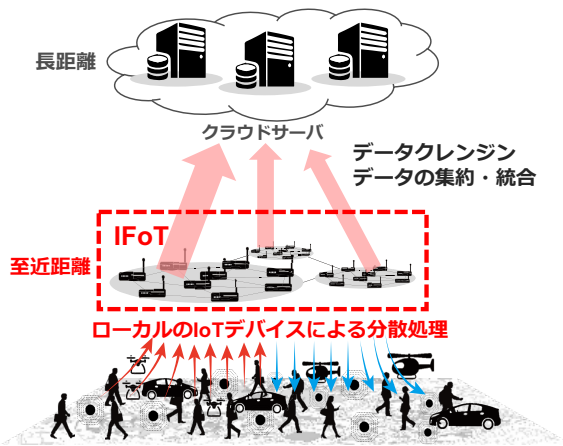 長距離
クラウドサーバ
データクレンジン
データの集約・統合
IFoT
至近距離
ローカルのIoTデバイスによる分散処理